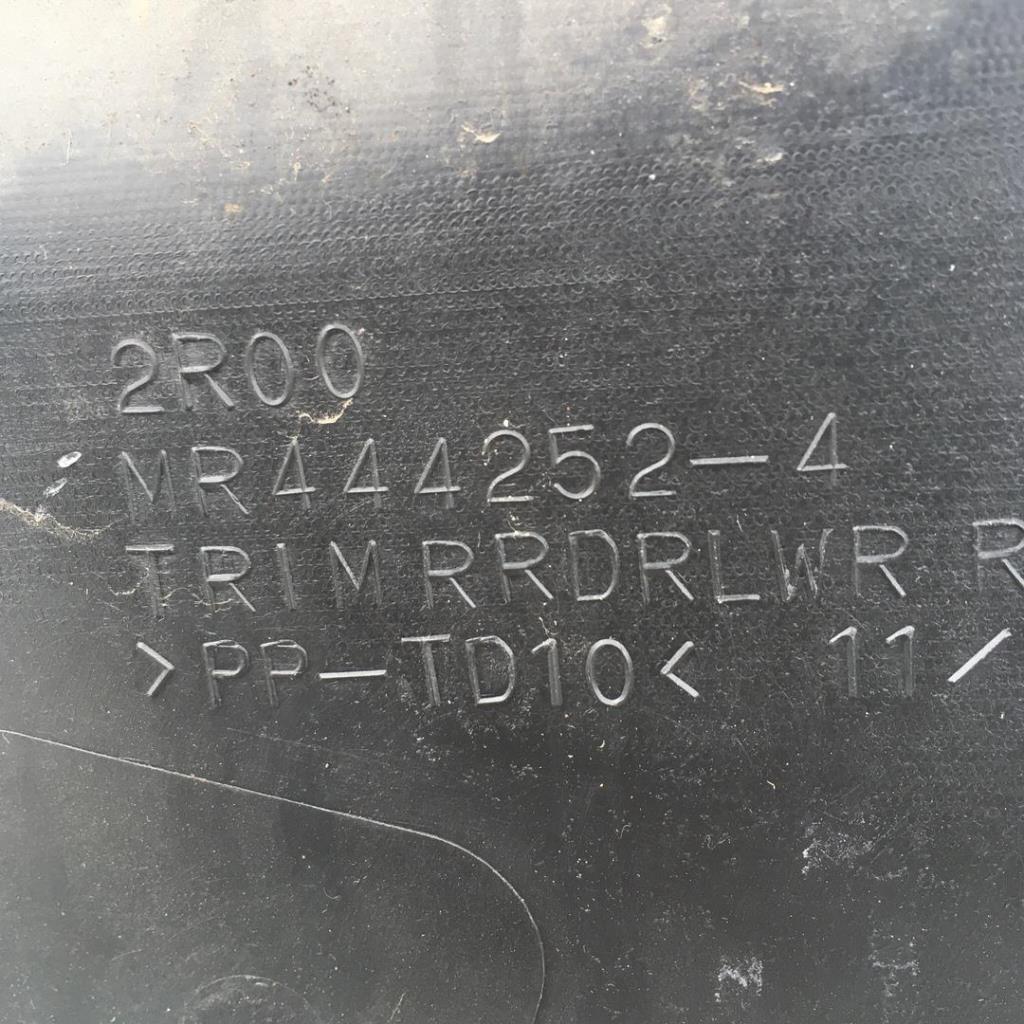 2R00
MR444252-4
TRIM RRDRLWR R
>PP-TD10< 11/